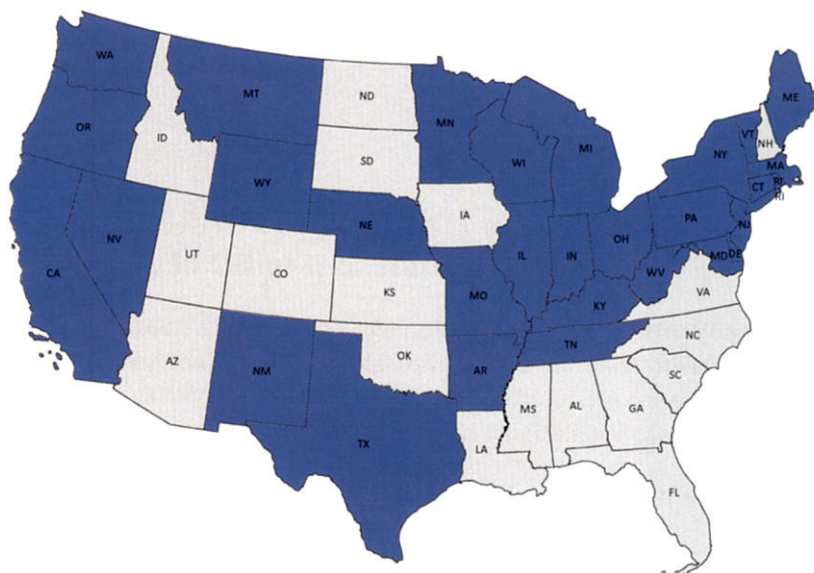 WA
MT
ND
MN
ME
OR
ID
SD
WI
MI
VT
NH
NY
MA
WY
CT
RI
RI
IA
PA
NE
NJ
NV
IL
IN
OH
MD
DE
UT
CO
WV
CA
KS
MO
KY
VA
NC
TN
AZ
OK
NM
AR
SC
MS
AL
GA
TX
LA
FL